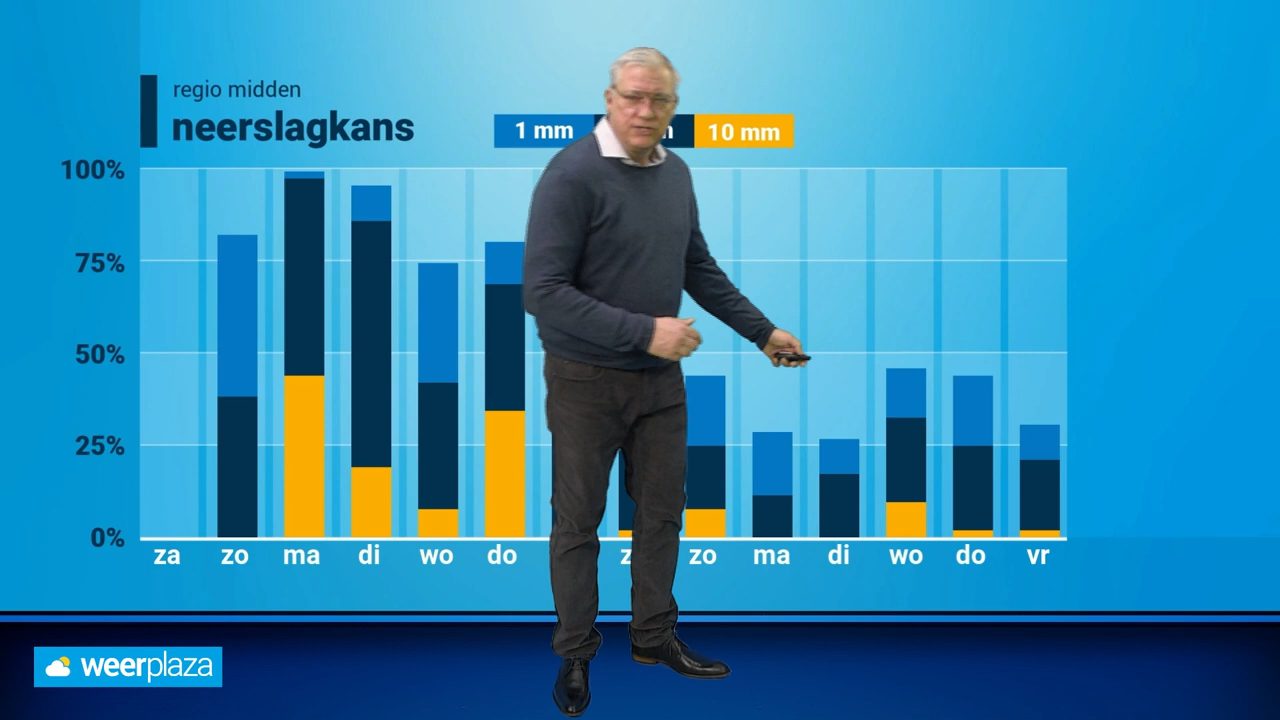 regio midden
neerslagkans
1 mm 10 mm
100%
75%
50%
25%
0%
za zo ma di wo do zo ma di wo do vr
weerplaza